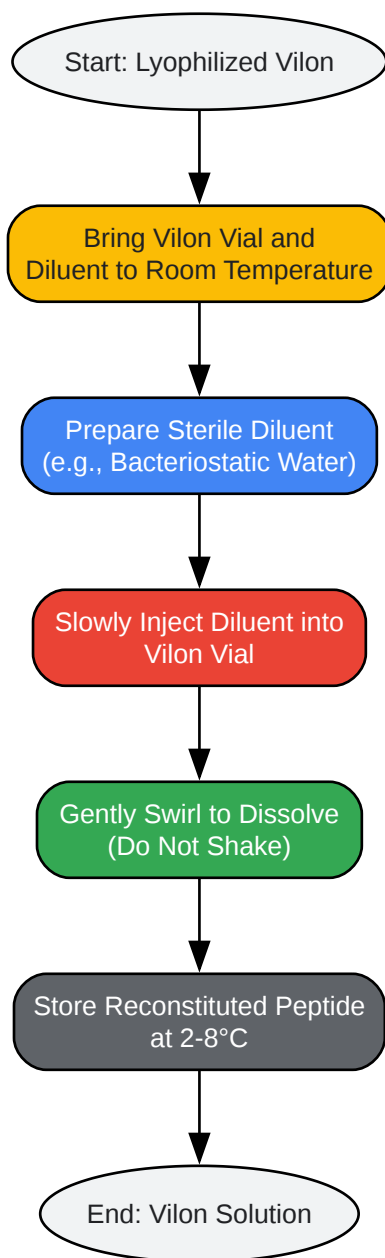 Start: Lyophilized Vilon
Bring Vilon Vial and
Diluent to Room Temperature
Prepare Sterile Diluent
(e.g., Bacteriostatic Water)
Slowly Inject Diluent into
Vilon Vial
Gently Swirl to Dissolve
(Do Not Shake)
Store Reconstituted Peptide
at 2-8°C
End: Vilon Solution